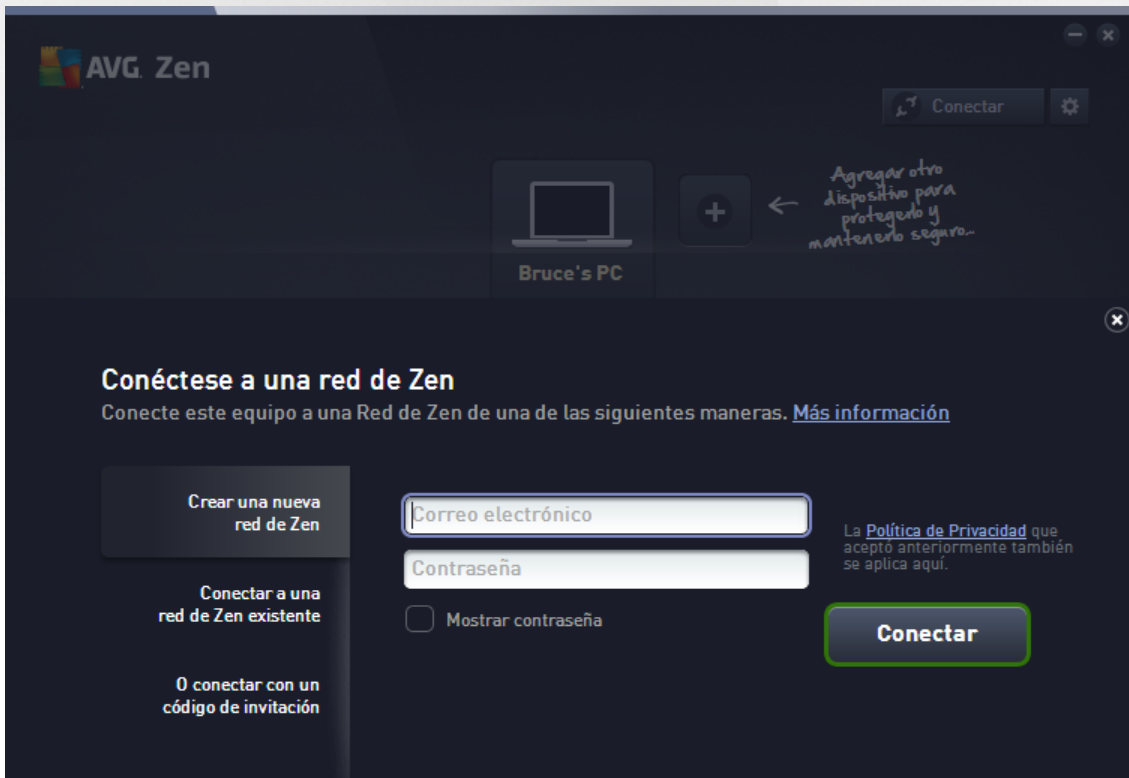 AVG. Zen
Conectar
Agregar otro
dispositivo para
protegerlo y
mantenerlo seguro...
Bruce's PC
Conéctese a una red de Zen
Conecte este equipo a una Red de Zen de una de las siguientes maneras. Más información
Crear una nueva
red de Zen
Conectar a una
red de Zen existente
O conectar con un
código de invitación
Correo electrónico
Contraseña
Mostrar contraseña
La Política de Privacidad que
aceptó anteriormente también
se aplica aquí.
Conectar